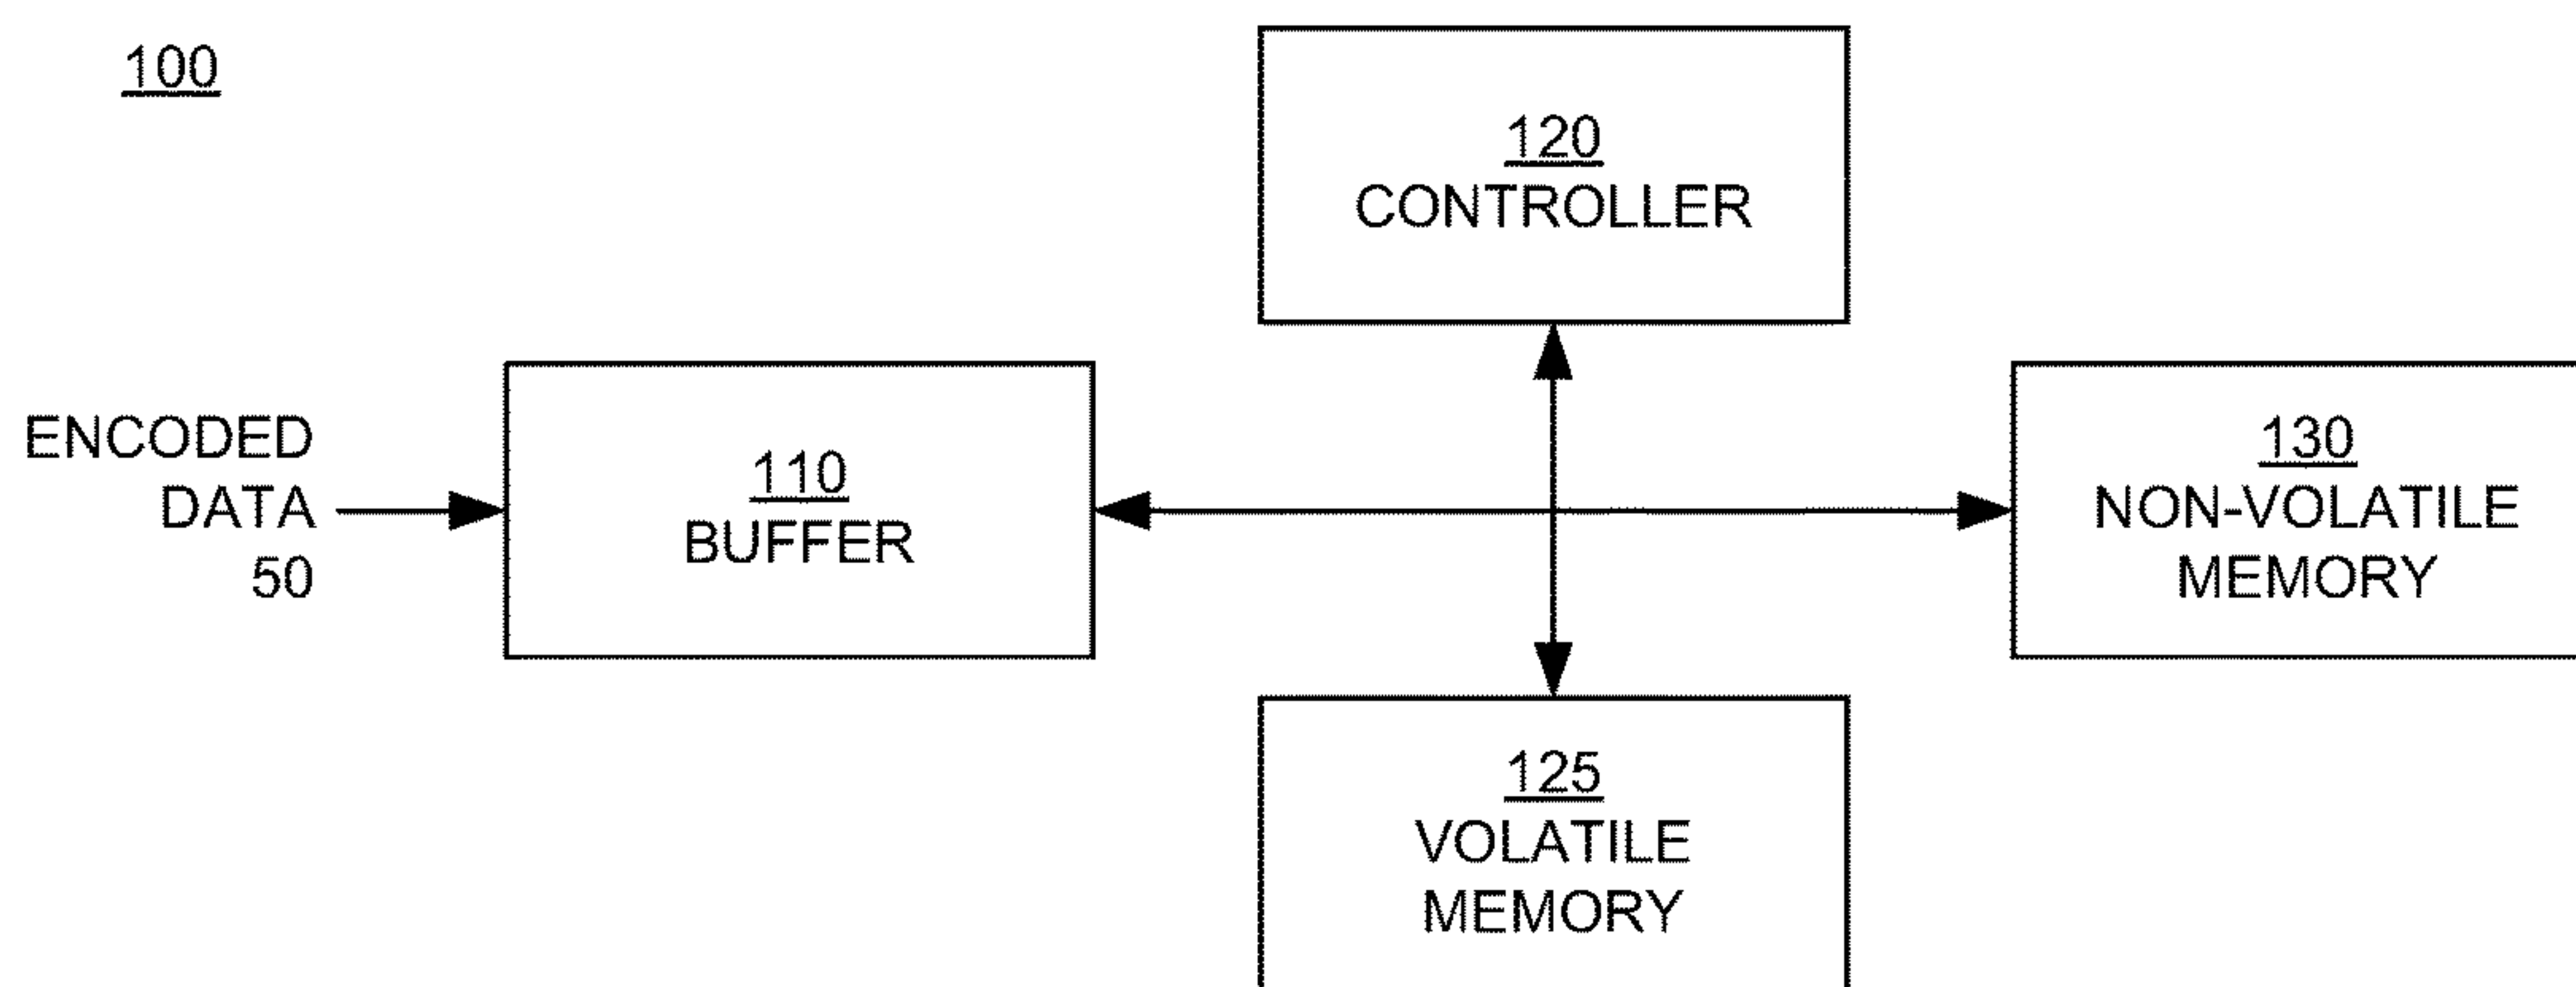 100
120
CONTROLLER
ENCODED
DATA
50
110
BUFFER
130
NON-VOLATILE
MEMORY
125
VOLATILE
MEMORY